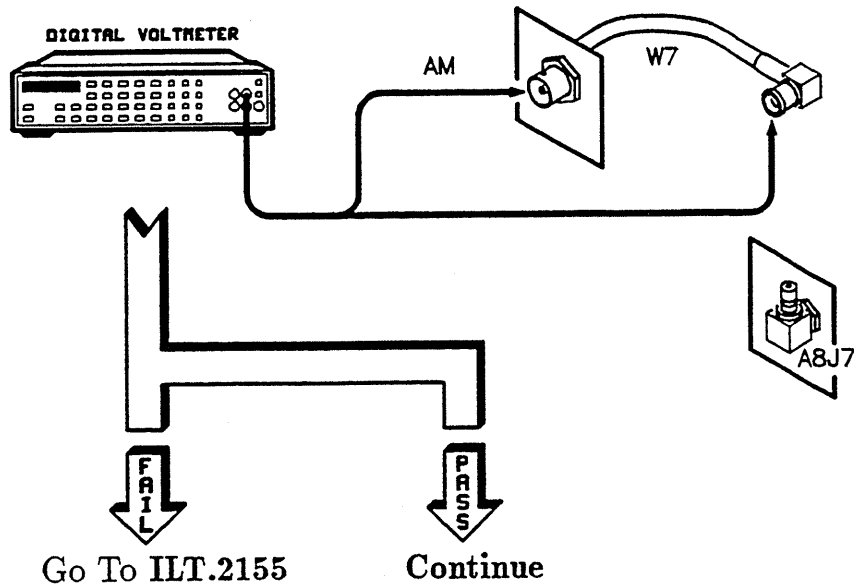 DIGITAL VOLTMETER
AM
W7
A8J7
FAIL
PASS
Go To ILT.2155
Continue